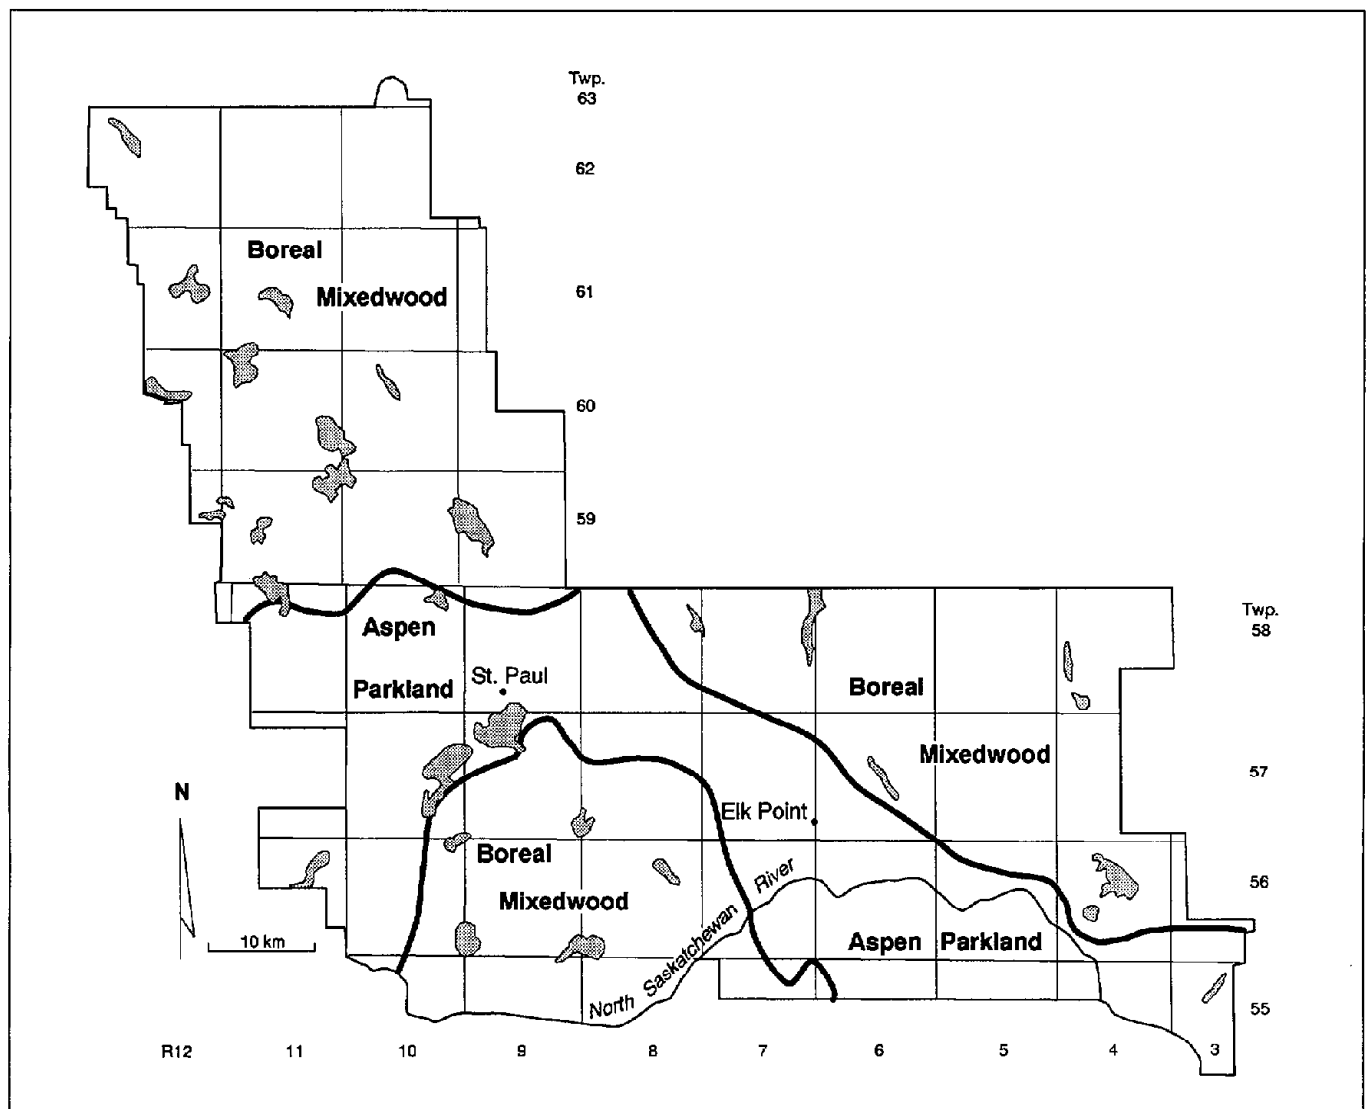 Twp.
63
62
Boreal
Mixedwood
61
60
59
Twp.
58
Aspen
Parkland
St. Paul
Boreal
Mixedwood
57
N
Elk Point
Boreal
Mixedwood
56
10 km
North Saskatchewan River
Aspen Parkland
55
R12 11 10 9 8 7 6 5 4 3